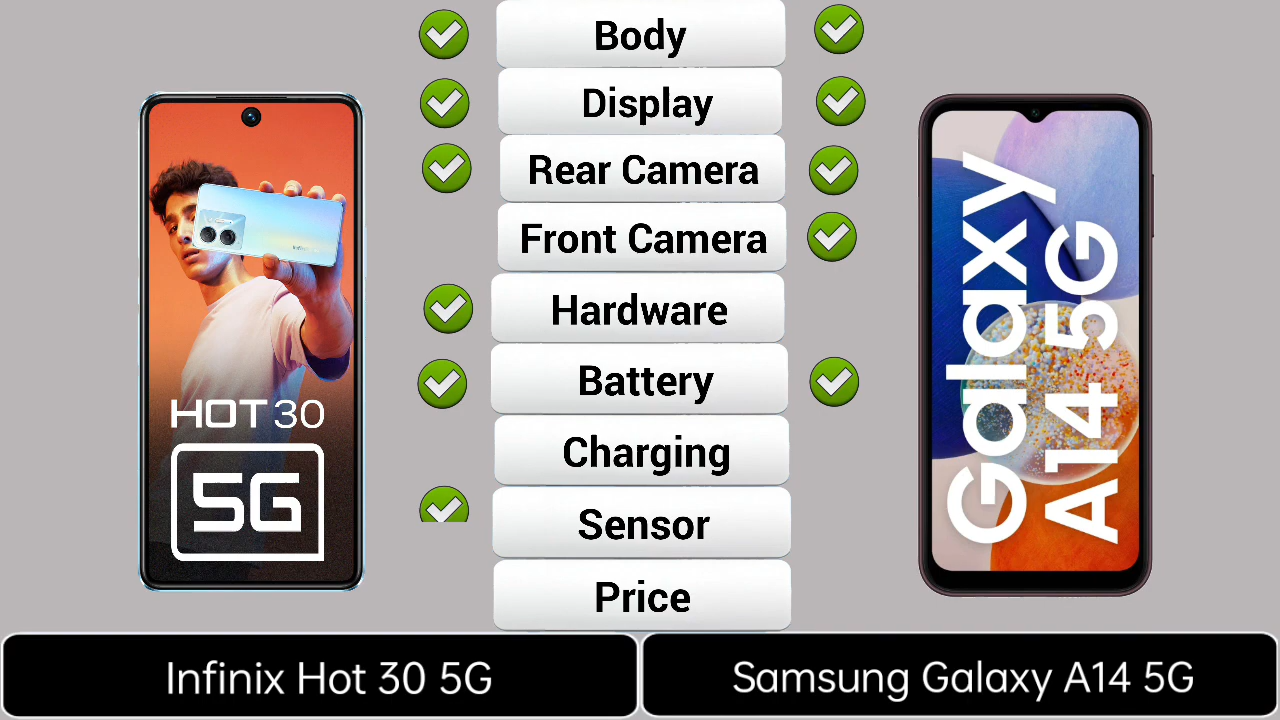 Body
Display
Rear Camera
Front Camera
Hardware
Battery
Charging
Sensor
Price
HOT 30
5G
Galaxy
A14 5G
Infinix Hot 30 5G
Samsung Galaxy A14 5G